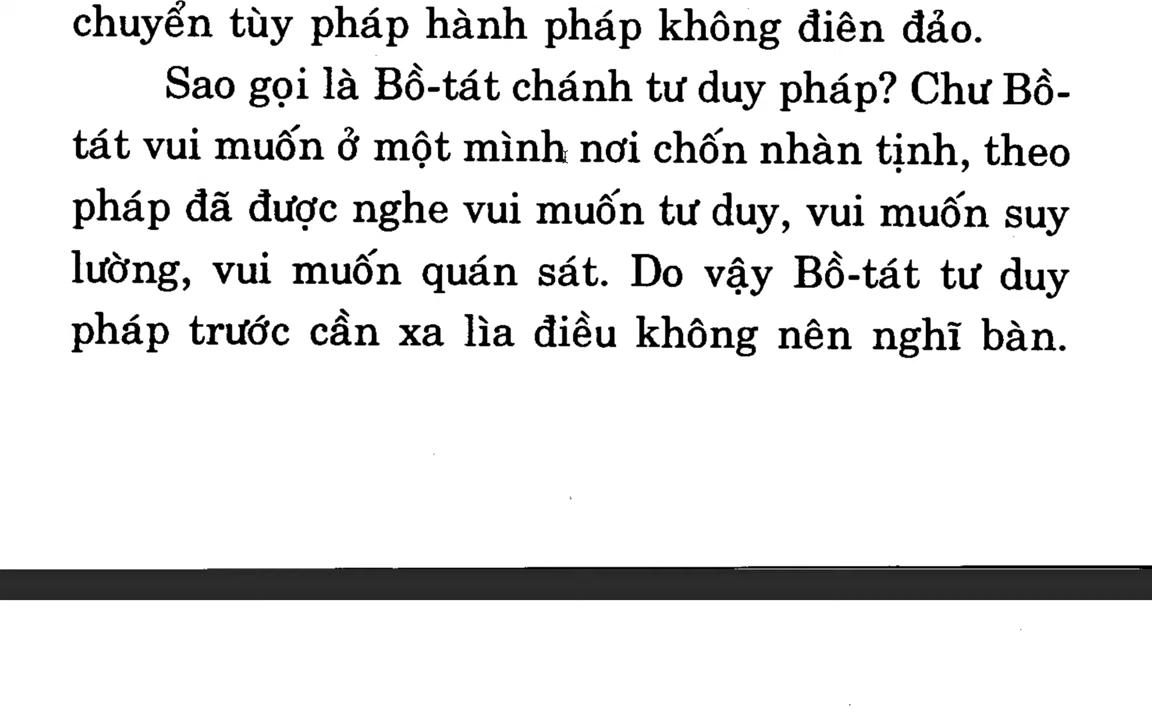 chuyển tùy pháp hành pháp không điên đảo.
Sao gọi là Bồ-tát chánh tư duy pháp? Chư Bồ-
tát vui muốn ở một mình nơi chốn nhàn tịnh, theo
pháp đã được nghe vui muốn tư duy, vui muốn suy
lường, vui muốn quán sát. Do vậy Bồ-tát tư duy
pháp trước cần xa lìa điều không nên nghĩ bàn.